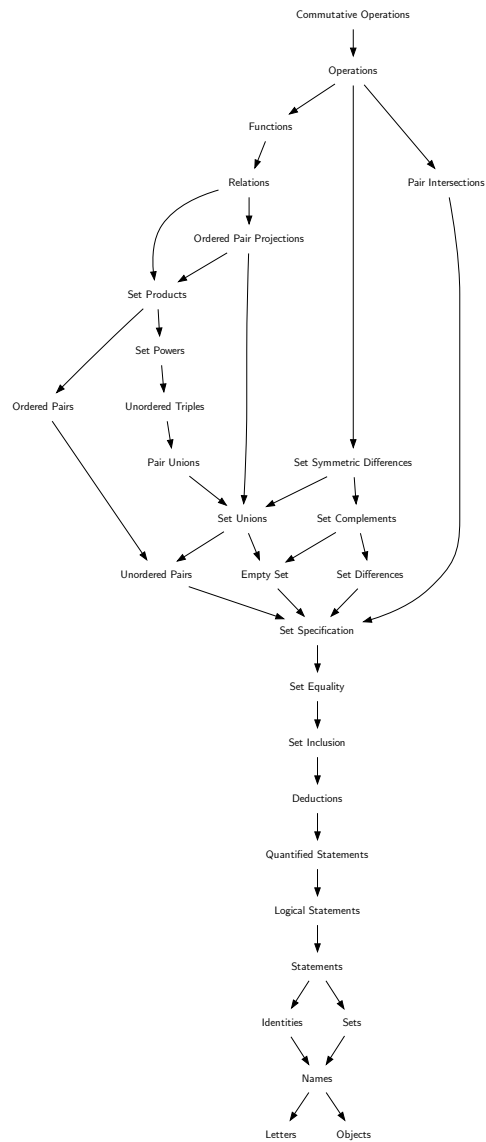 Commutative Operations
Operations
Functions
Relations
Pair Intersections
Ordered Pair Projections
Set Products
Set Powers
Ordered Pairs
Unordered Triples
Pair Unions
Set Symmetric Differences
Set Unions
Set Complements
Unordered Pairs
Empty Set
Set Differences
Set Specification
Set Equality
Set Inclusion
Deductions
Quantified Statements
Logical Statements
Statements
Identities
Sets
Names
Letters
Objects